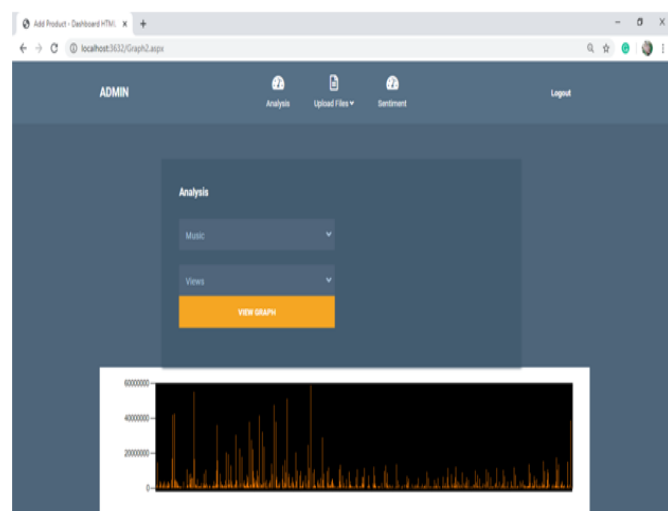 Add Product - Dashboard HTML
localhost:3632/Graph2.aspx
ADMIN
Analysis
Upload Files
Sentiment
Logout
Analysis
Music
Views
VIEW GRAPH
60000000
40000000
20000000
0